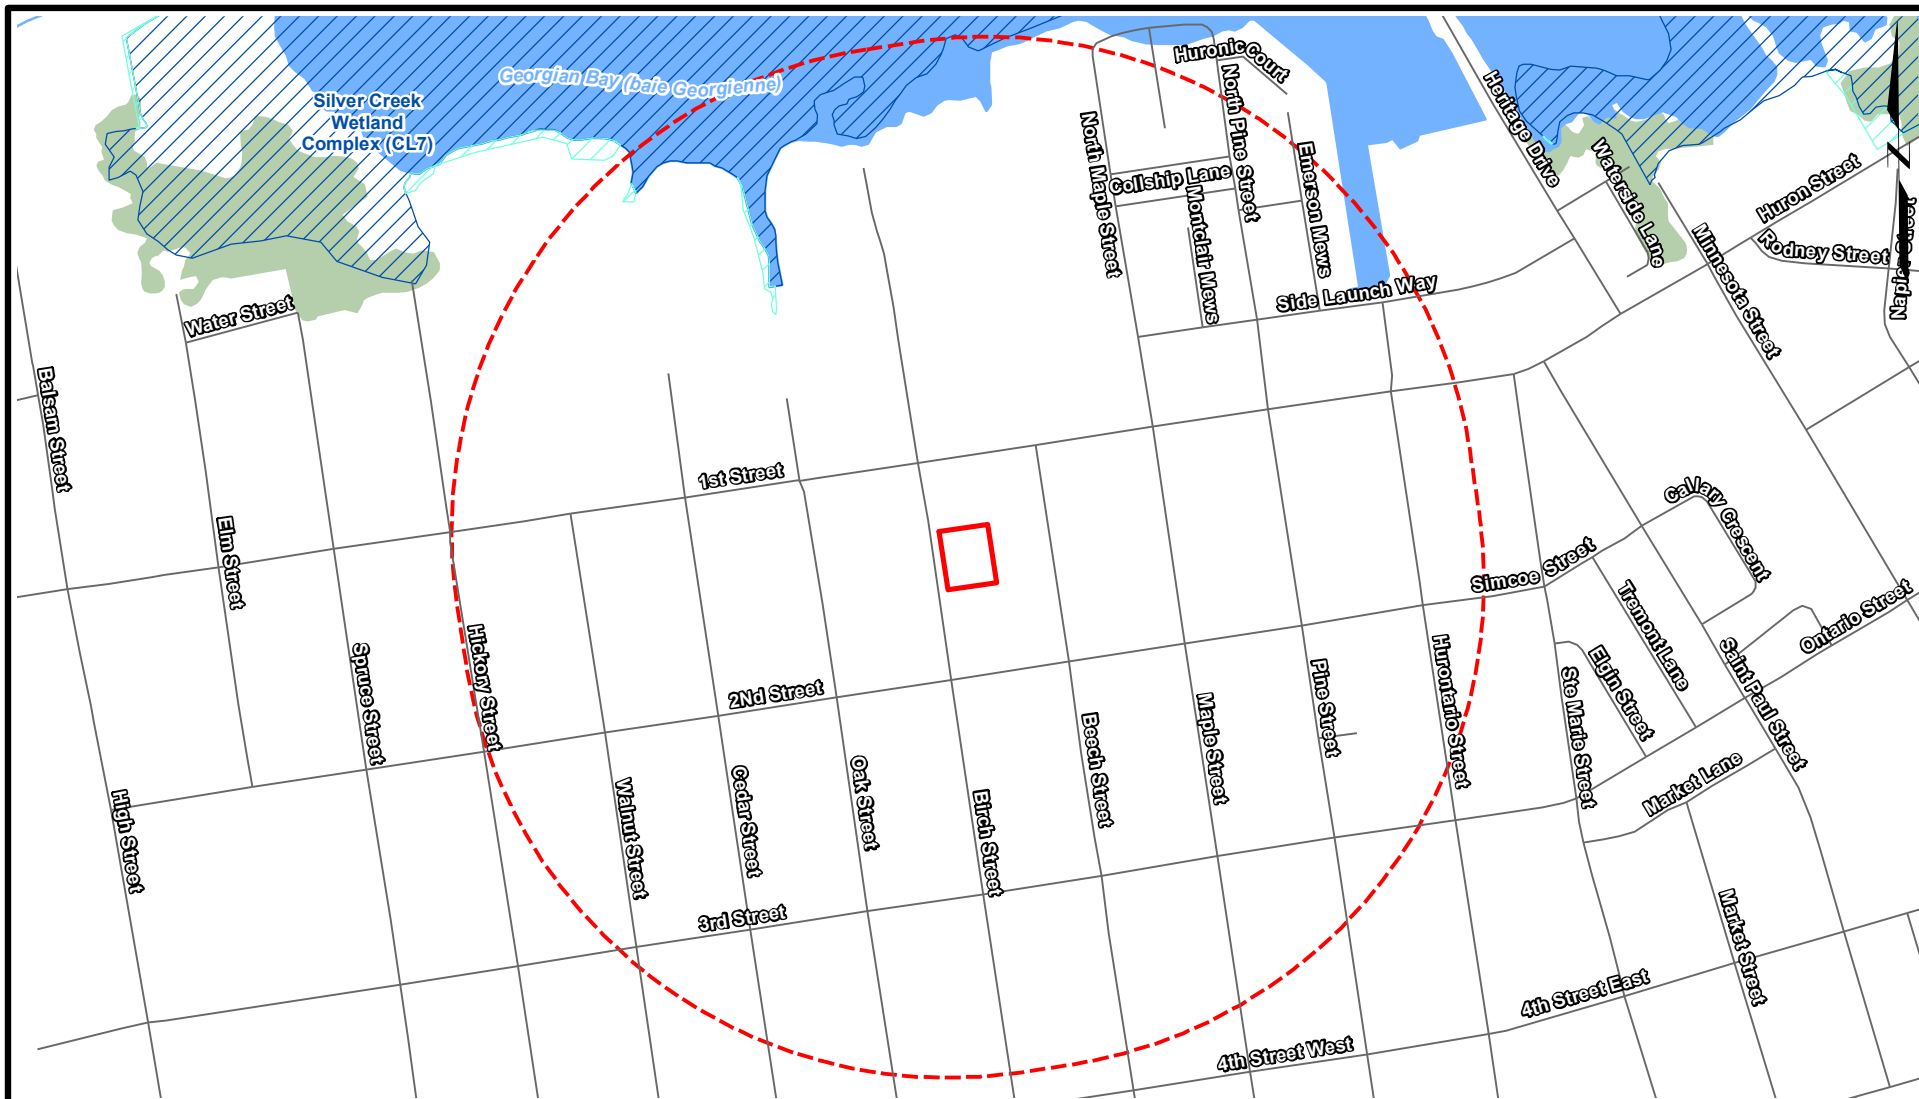 Huronic Court
Georgian Bay (baie Georgienne)
Silver Creek
Wetland
Complex (CL7)
North Maple Street
North Pine Street
Heritage Drive
Emerson Mews
Waterside Lane
Collship Lane
Montclair Mews
Huron Street
Rodney Street
Minnesota Street
Side Launch Way
Water Street
Balsam Street
1st Street
Elm Street
Callary Crescent
Simcoe Street
Tremont Lane
Ontario Street
Hickory Street
Spruce Street
2Nd Street
Pine Street
Hurontario Street
Elgin Street
Saint Paul Street
Ste Marie Street
Maple Street
Beech Street
Oak Street
Cedar Street
Walnut Street
High Street
Birch Street
Market Lane
3rd Street
Market Street
4th Street East
4th Street West